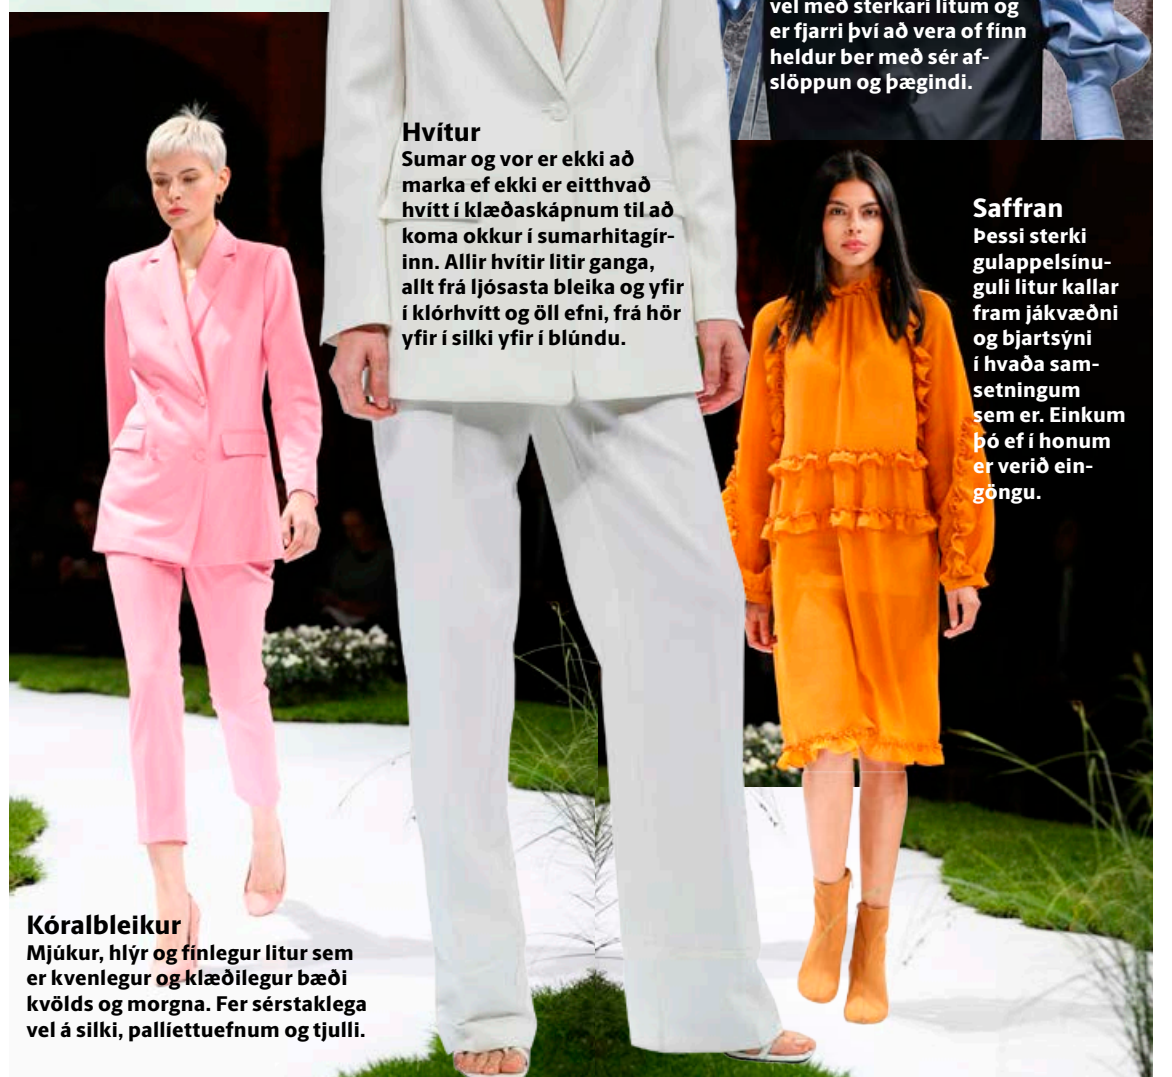 vel með sterkari litum og
er fjarri því að vera of fínn
heldur ber með sér af-
slöppun og þægindi.
Hvítur
Sumar og vor er ekki að
marka ef ekki er eitthvað
hvítt í klæðaskápnum til að
koma okkur í sumarhitagír-
inn. Allir hvítir litir ganga,
allt frá ljósasta bleika og yfir
í klórhvítt og öll efni, frá hör
yfir í silki yfir í blúndu.
Saffran
Þessi sterki
gulappelsínu-
guli litur kallar
fram jákvæðni
og bjartsýni
í hvaða sam-
setningum
sem er. Einkum
þó ef í honum
er verið ein-
göngu.
Kóralbleikur
Mjúkur, hlýr og fínlegur litur sem
er kvenlegur og klæðilegur bæði
kvölds og morgna. Fer sérstaklega
vel á silki, pallíettuefnum og tjulli.